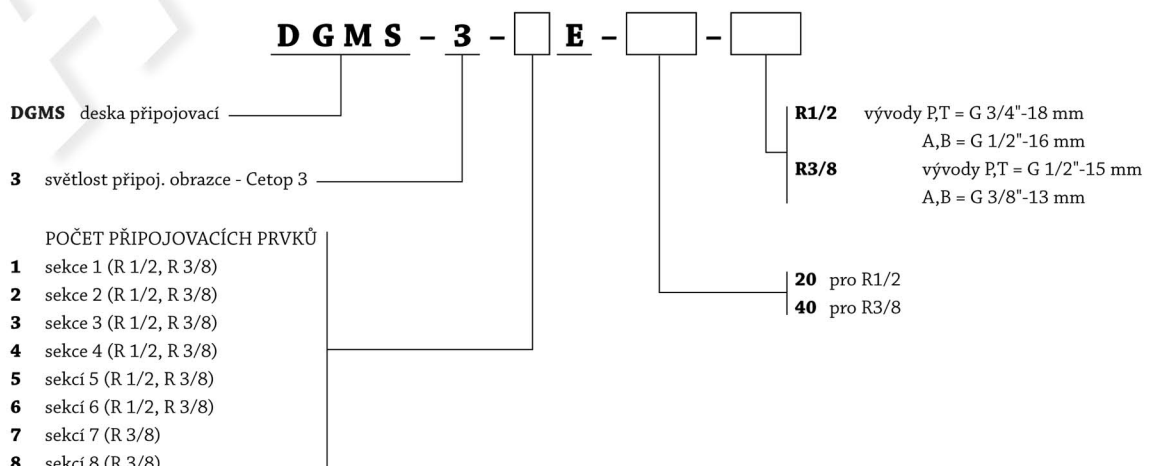 DGMS - 3 - E - -
DGMS deska připojovací
3 světlost připoj. obrazce - Cetop 3
POČET PŘIPOJOVACÍCH PRVKŮ
1 sekce 1 (R 1/2, R 3/8)
2 sekce 2 (R 1/2, R 3/8)
3 sekce 3 (R 1/2, R 3/8)
4 sekce 4 (R 1/2, R 3/8)
5 sekcí 5 (R 1/2, R 3/8)
6 sekcí 6 (R 1/2, R 3/8)
7 sekcí 7 (R 3/8)
8 sekcí 8 (R 3/8)
R1/2 vývody P,T = G 3/4"-18 mm
A,B = G 1/2"-16 mm
R3/8 vývody P,T = G 1/2"-15 mm
A,B = G 3/8"-13 mm
20 pro R1/2
40 pro R3/8